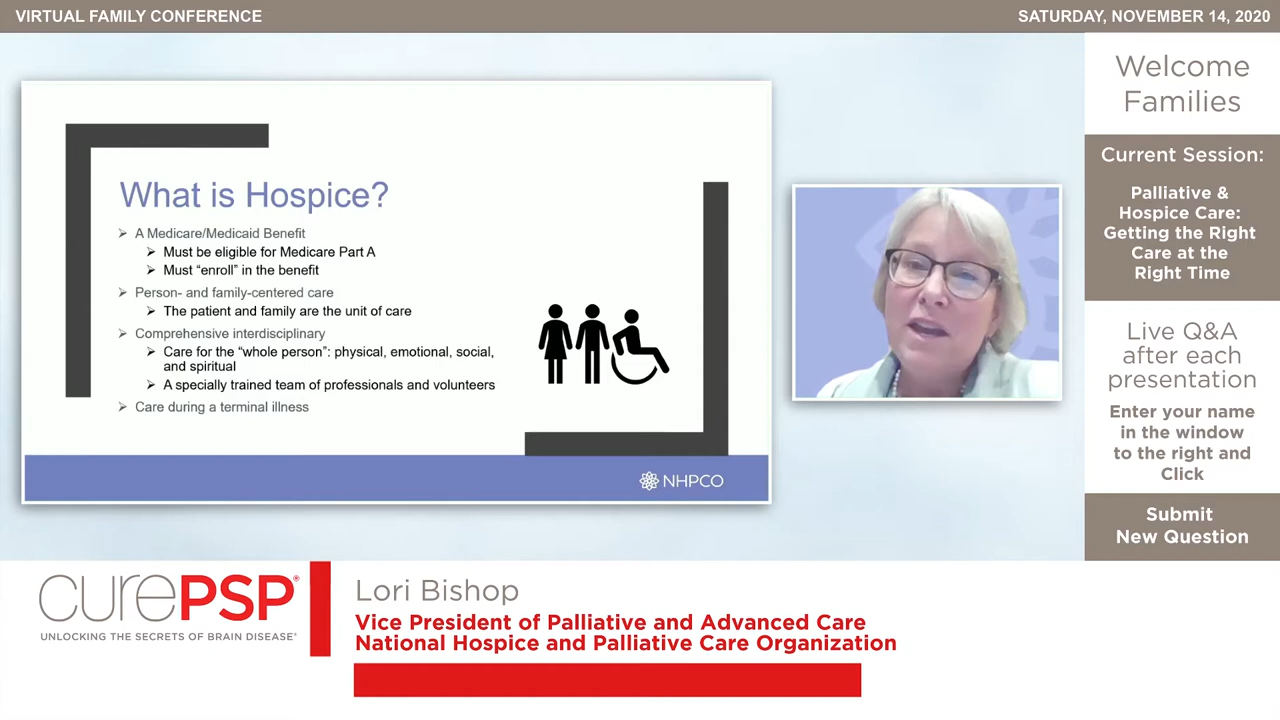 VIRTUAL FAMILY CONFERENCE
SATURDAY, NOVEMBER 14, 2020
What is Hospice?
A Medicare/Medicaid Benefit
Must be eligible for Medicare Part A
Must “enroll” in the benefit
Person- and family-centered care
The patient and family are the unit of care
Comprehensive interdisciplinary
Care for the “whole person”: physical, emotional, social,
and spiritual
A specially trained team of professionals and volunteers
Care during a terminal illness
NHPCO
Welcome
Families
Current Session:
Palliative &
Hospice Care:
Getting the Right
Care at the
Right Time
Live Q&A
after each
presentation
Enter your name
in the window
to the right and
Click
Submit
New Question
curePSP®
UNLOCKING THE SECRETS OF BRAIN DISEASE®
Lori Bishop
Vice President of Palliative and Advanced Care
National Hospice and Palliative Care Organization